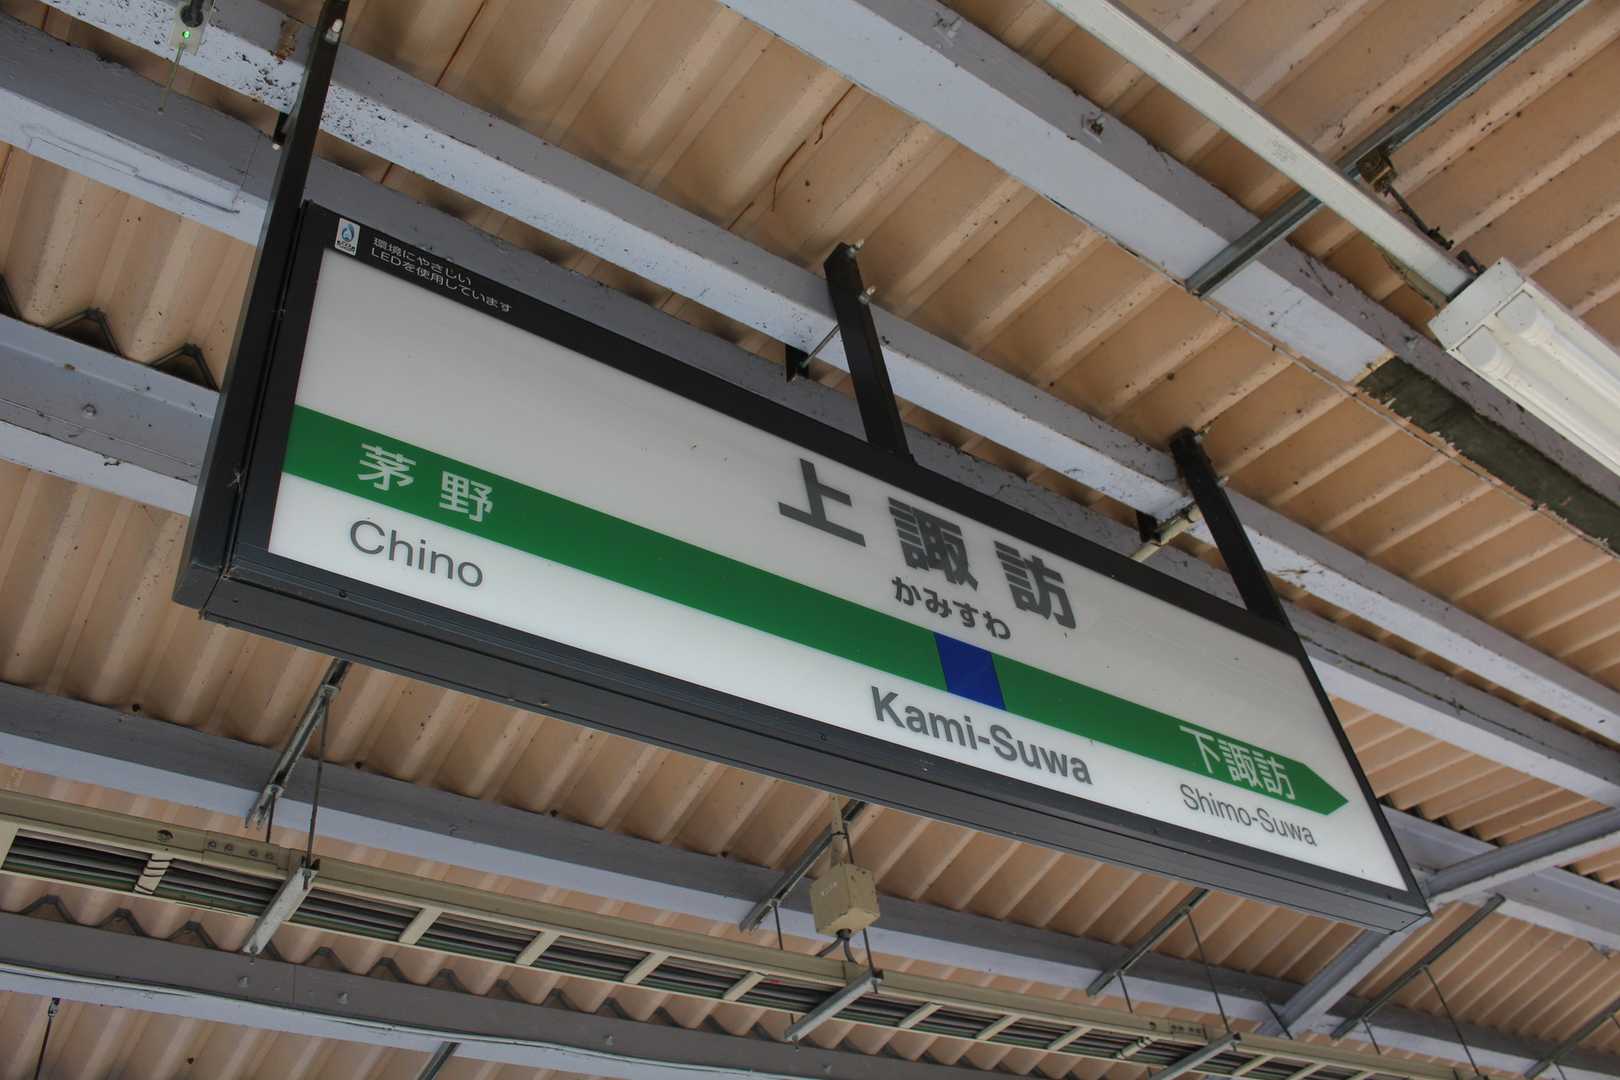 環境にやさしい
LEDを使用しています
上諏訪
かみすわ
茅野
Chino
Kami-Suwa
下諏訪
Shimo-Suwa